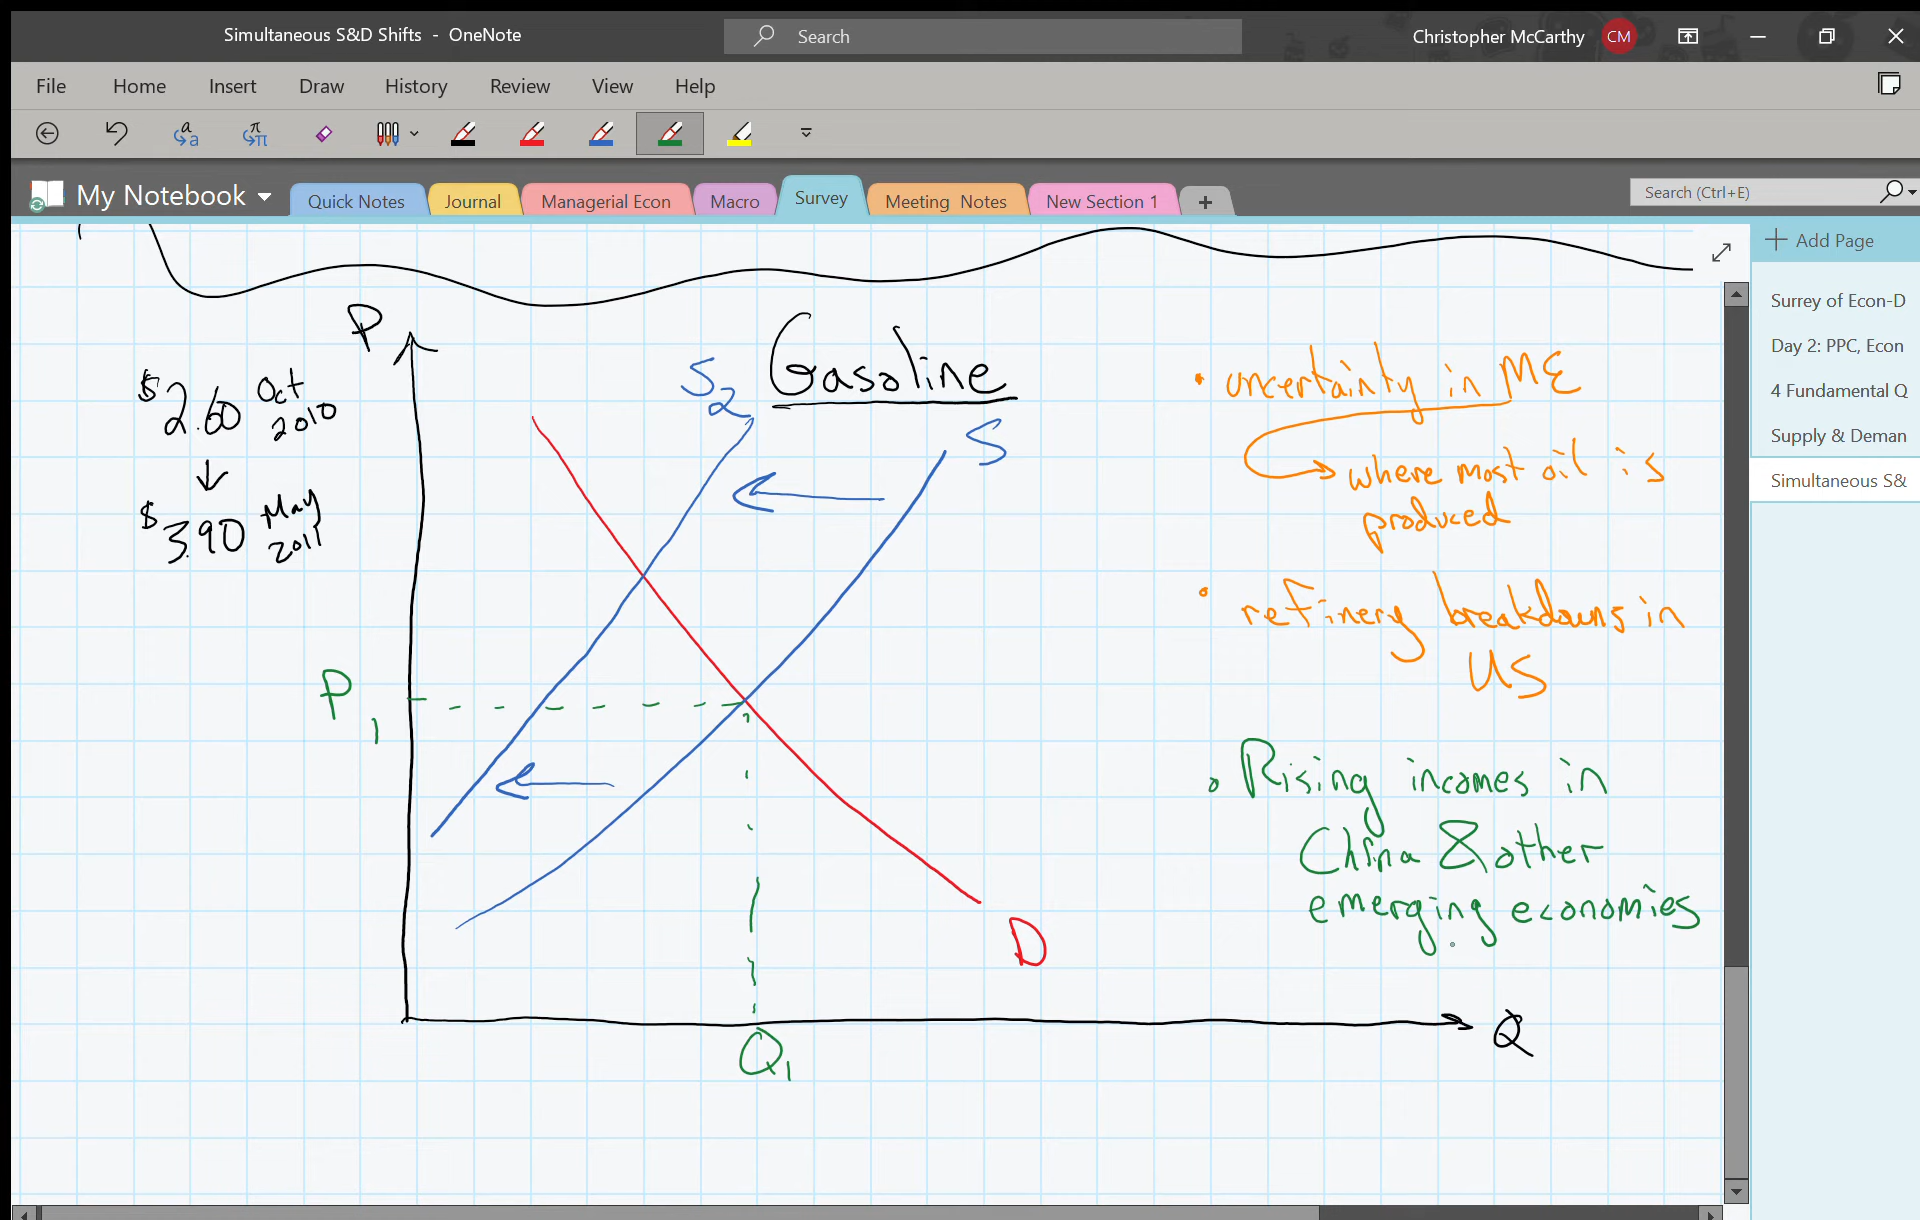 Simultaneous S&D Shifts - OneNote
Search
Christopher McCarthy CM
File Home Insert Draw History Review View Help
My Notebook
Quick Notes Journal Managerial Econ Macro Survey Meeting Notes New Section 1 +
Search (Ctrl+E)
Add Page
Surrey of Econ-D
Day 2: PPC, Econ
4 Fundamental Q
Supply & Deman
Simultaneous S&
P
Gasoline
$2.60 Oct 2010
$3.90 May 2011
S2
S
P1
D
Q1
Q
• uncertainty in ME
where most oil is
produced
• refinery breakdowns in
US
• Rising incomes in
China & other
emerging economies